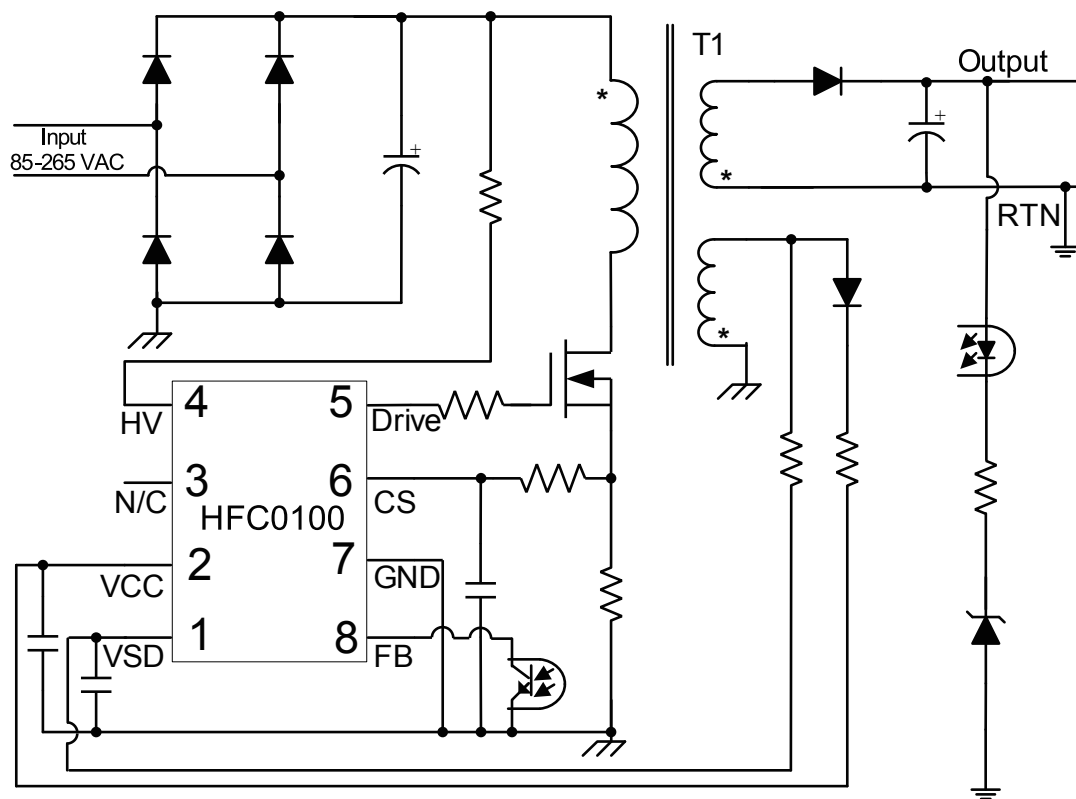 T1
*
Output
Input
85-265 VAC
+
+
*
RTN
*
HV
4
5
Drive
N/C
3
6
CS
HFC0100
VCC
2
7
GND
VSD
1
8
FB